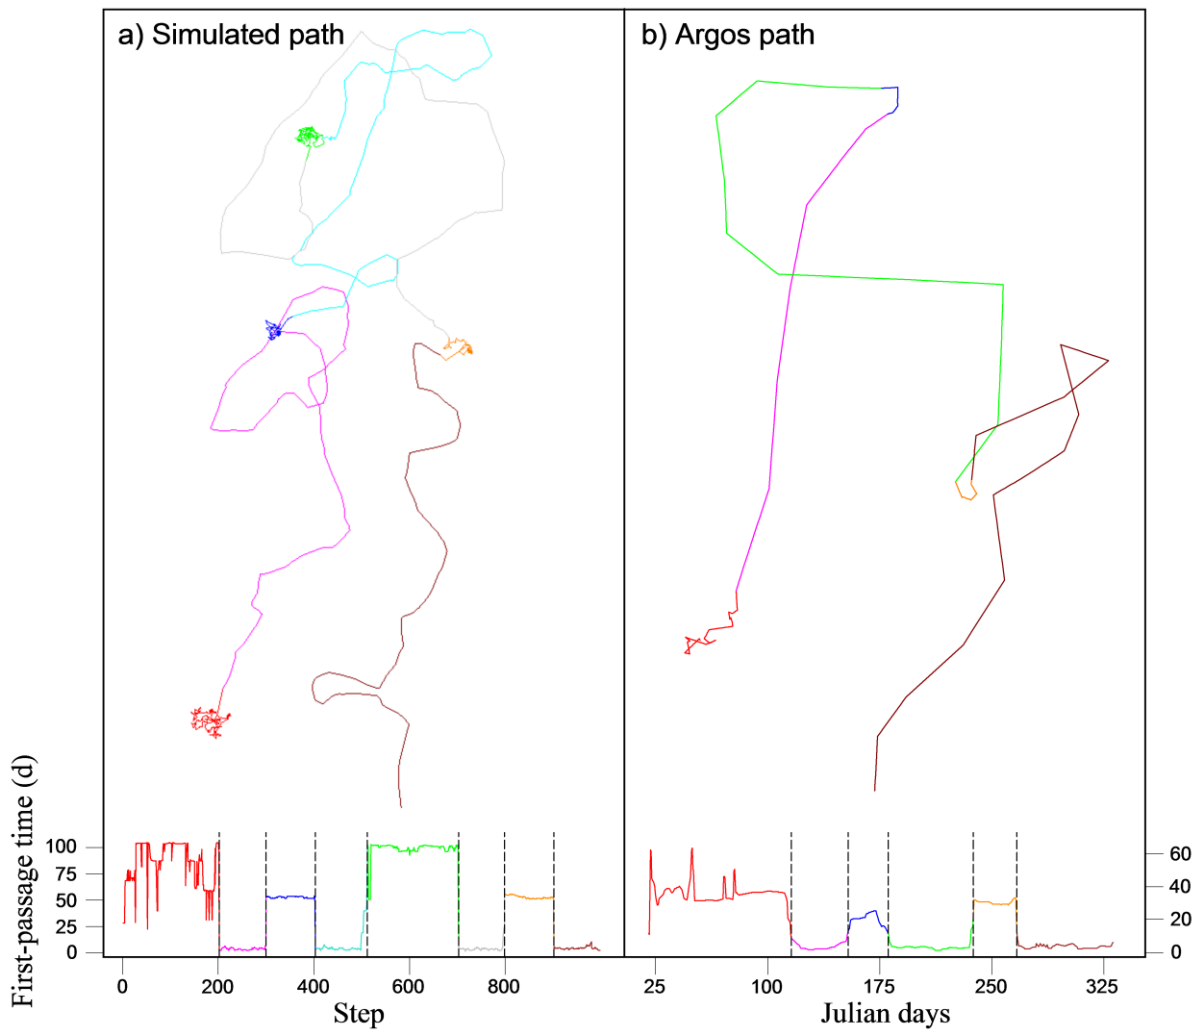 a) Simulated path
b) Argos path
First-passage time (d)
100
75
50
25
0
60
40
20
0
0 200 400 600 800
25 100 175 250 325
Step
Julian days